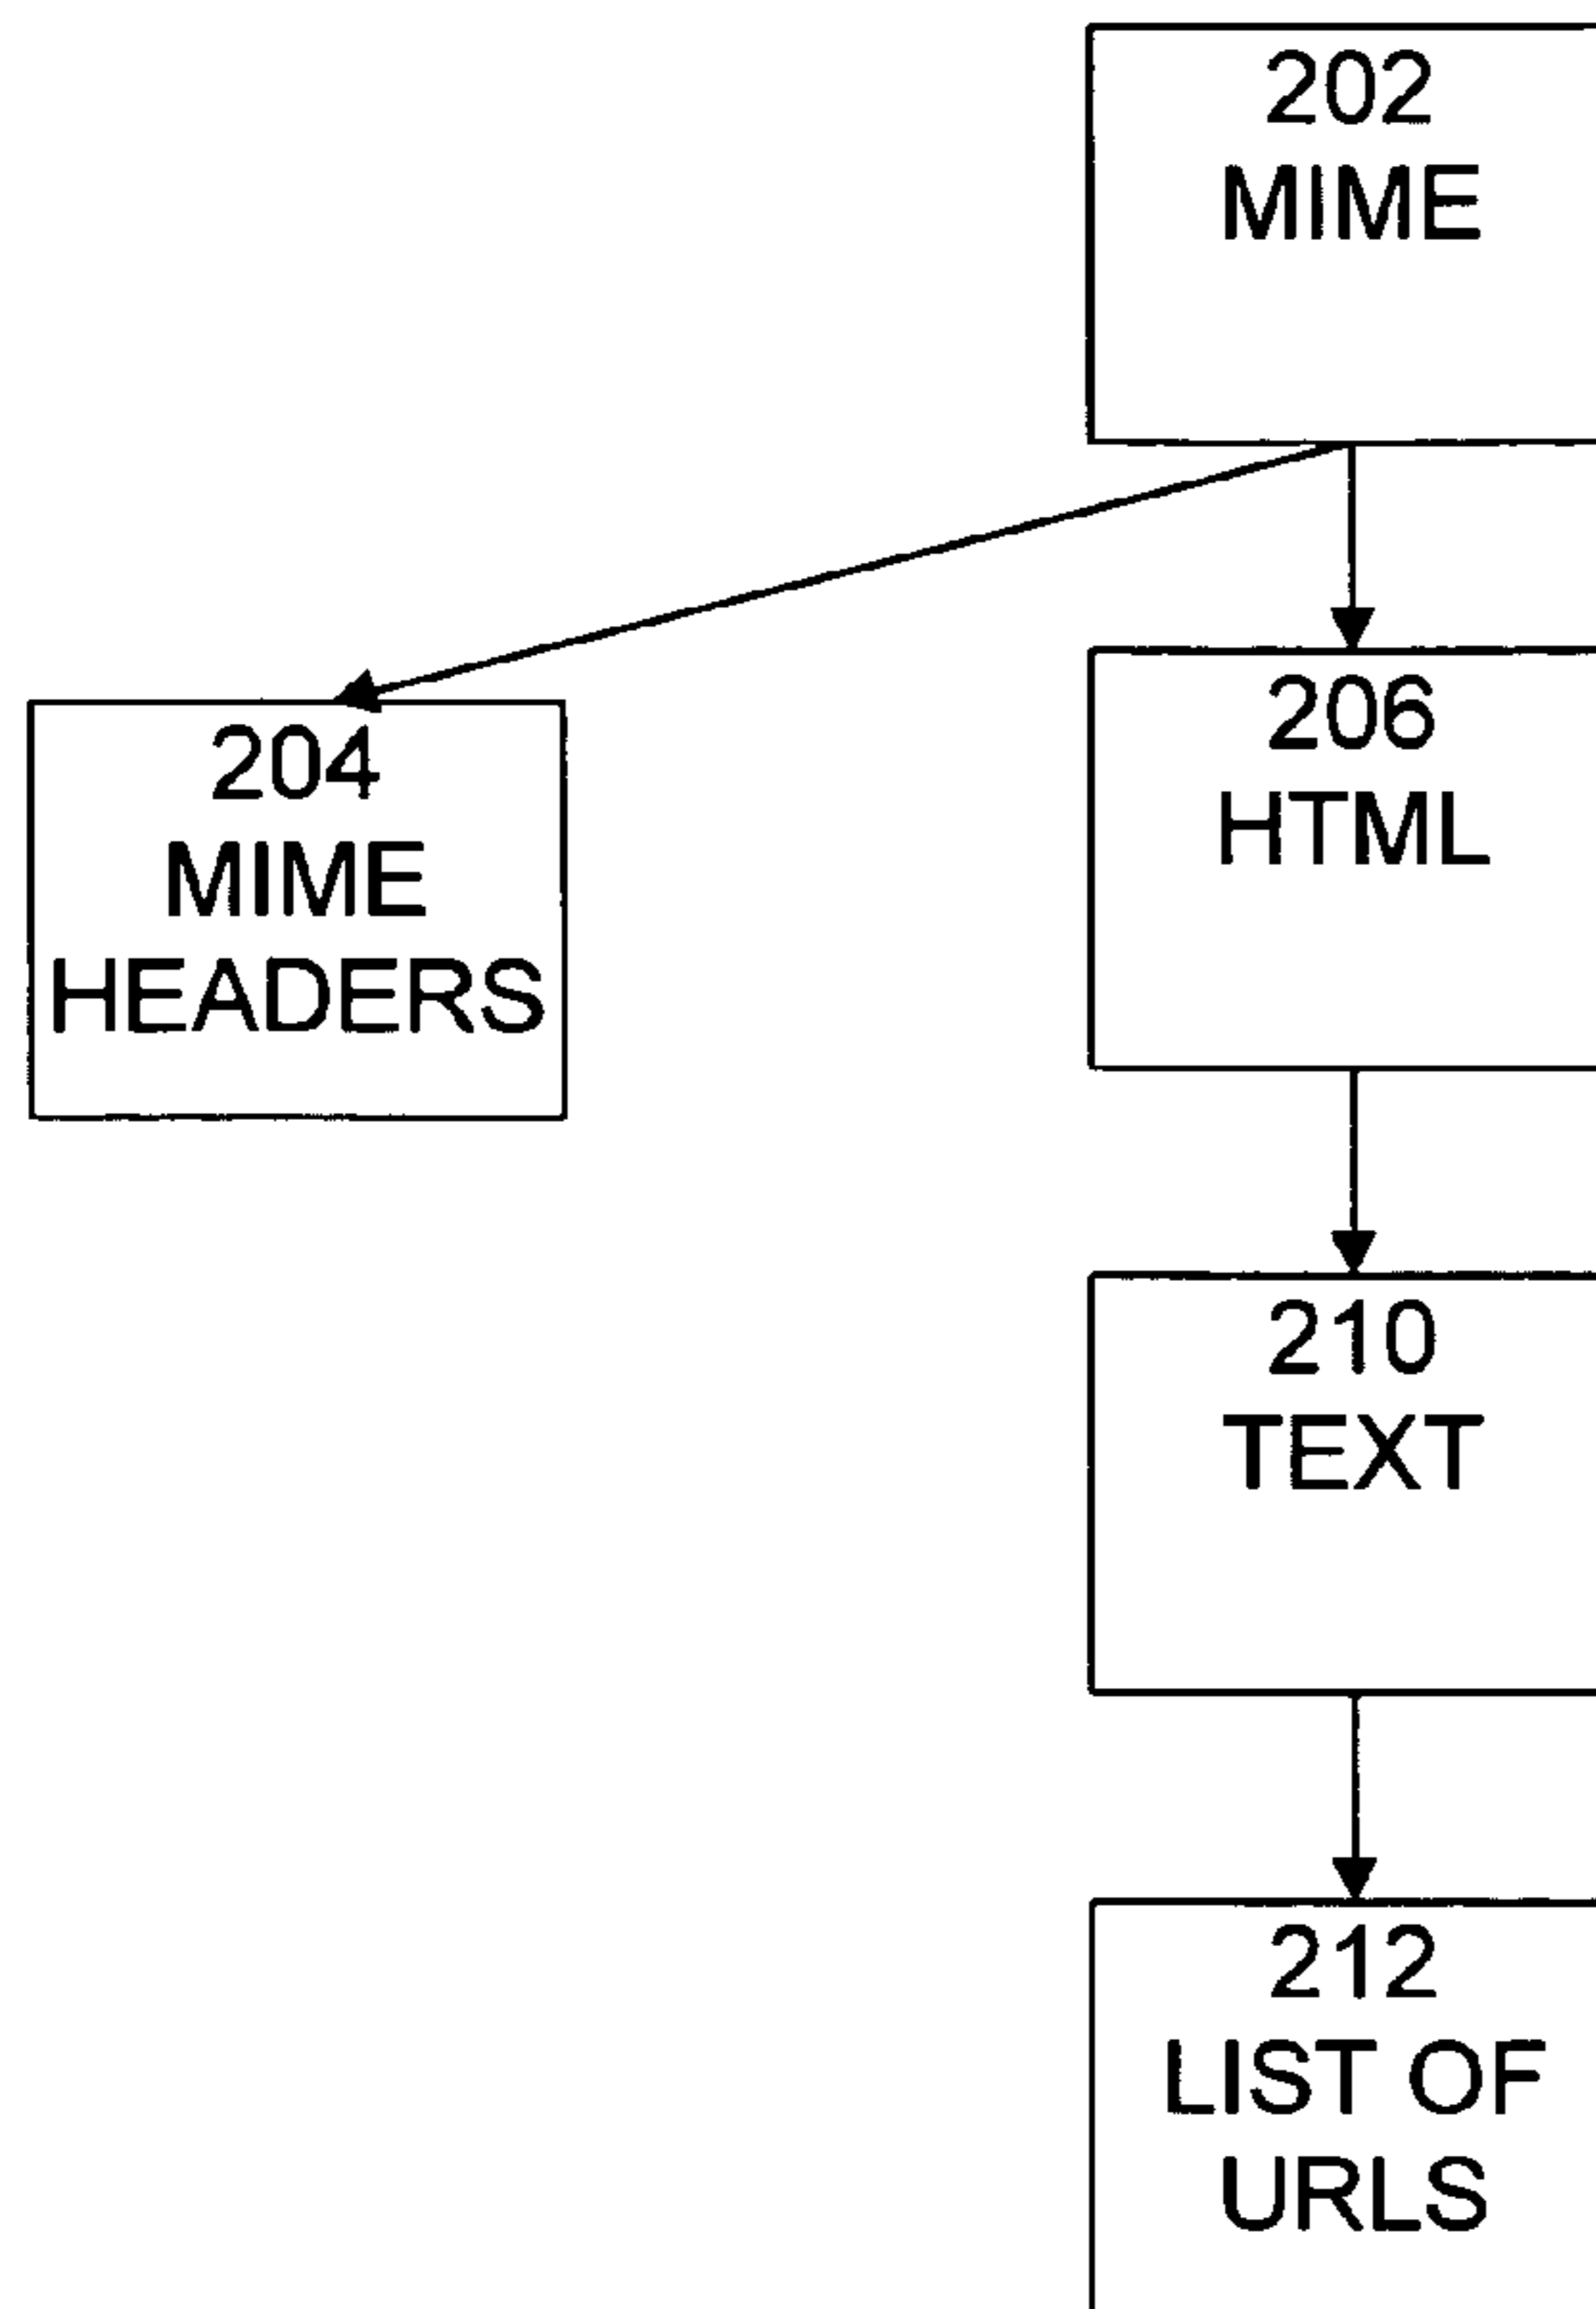 202
MIME
204
MIME
HEADERS
206
HTML
210
TEXT
212
LIST OF
URLS